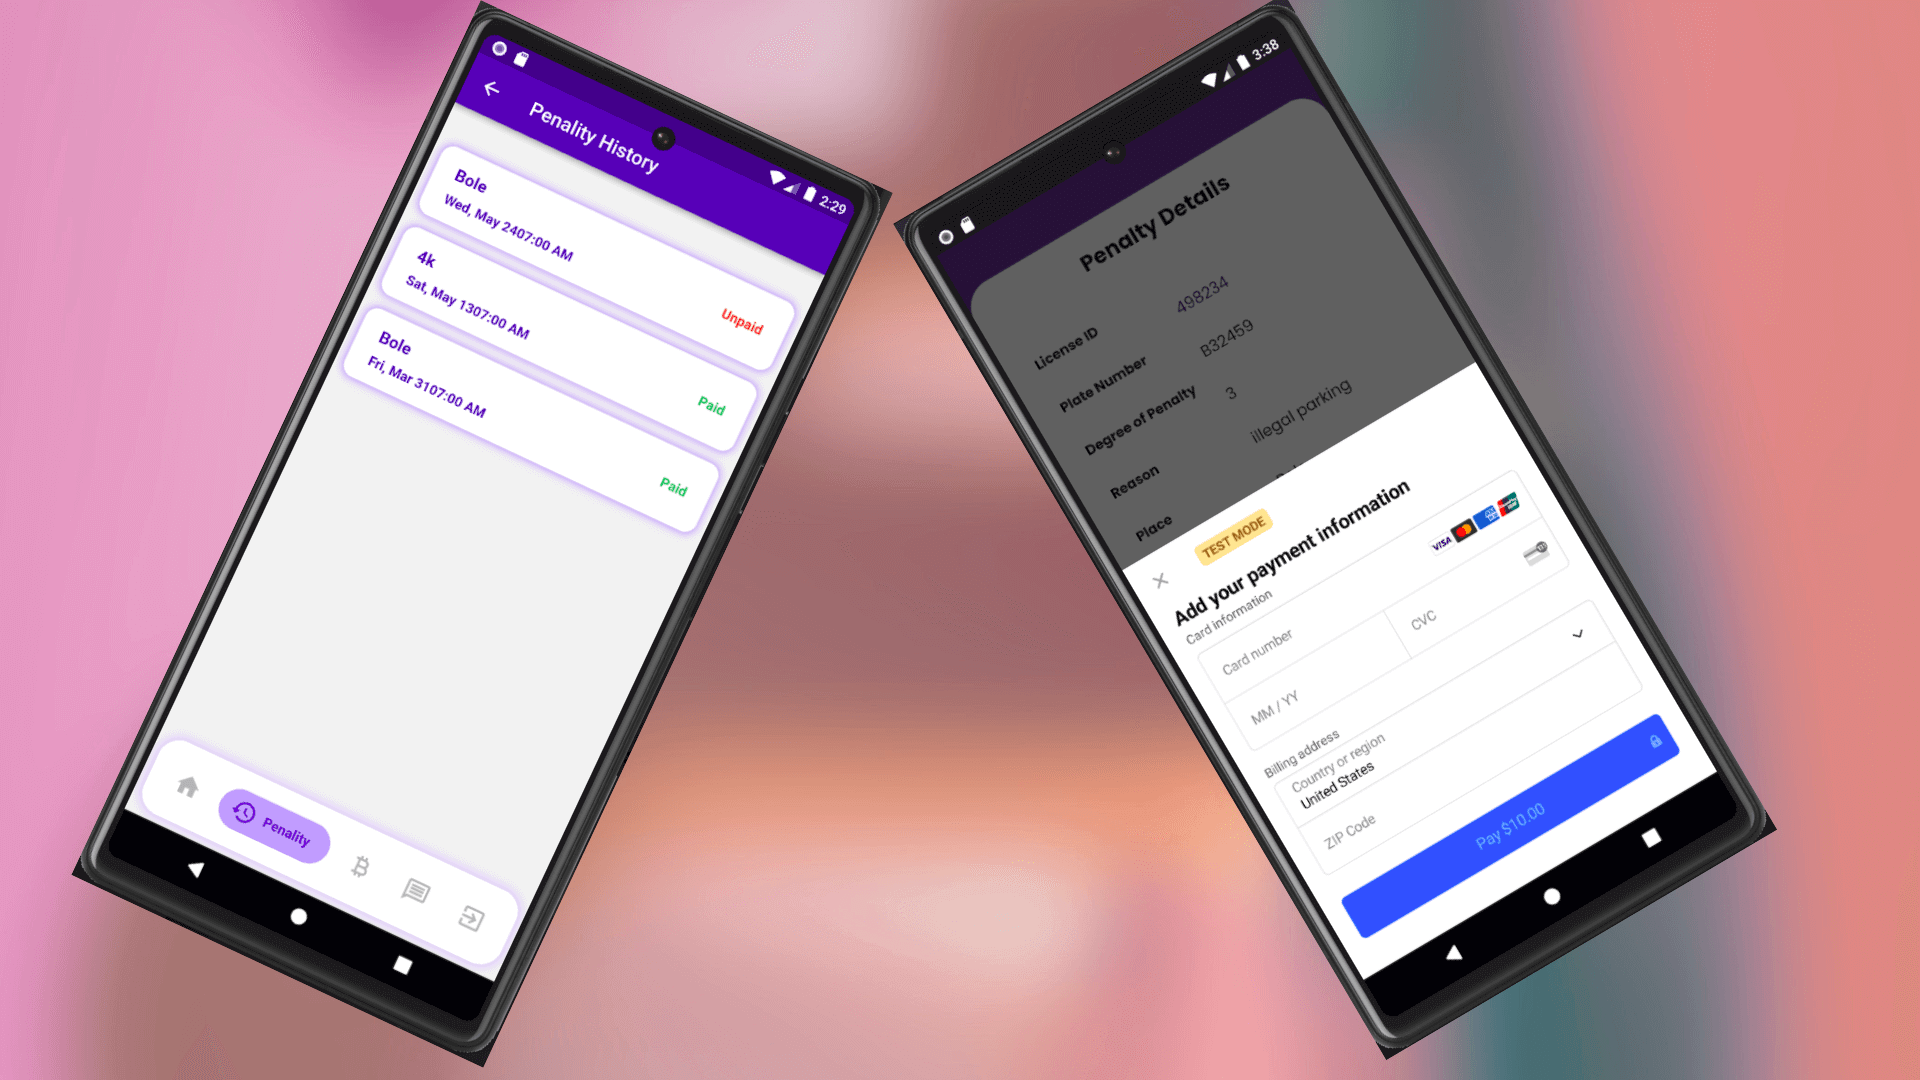 2:29
Penality History
Bole
Wed, May 2407:00 AM
Unpaid
4k
Sat, May 1307:00 AM
Paid
Bole
Fri, Mar 3107:00 AM
Paid
Penality
3:38
Penalty Details
License ID 498234
Plate Number B32459
Degree of Penalty 3
Reason illegal parking
Place
TEST MODE
Add your payment information
Card information
VISA
Card number
MM / YY CVC
Billing address
Country or region
United States
ZIP Code
Pay $10.00